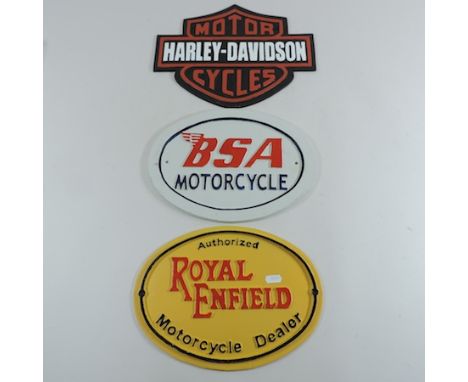 MOTOR
HARLEY-DAVIDSON
CYCLES
BSA
MOTORCYCLE
Authorized
ROYAL
ENFIELD
Motorcycle Dealer